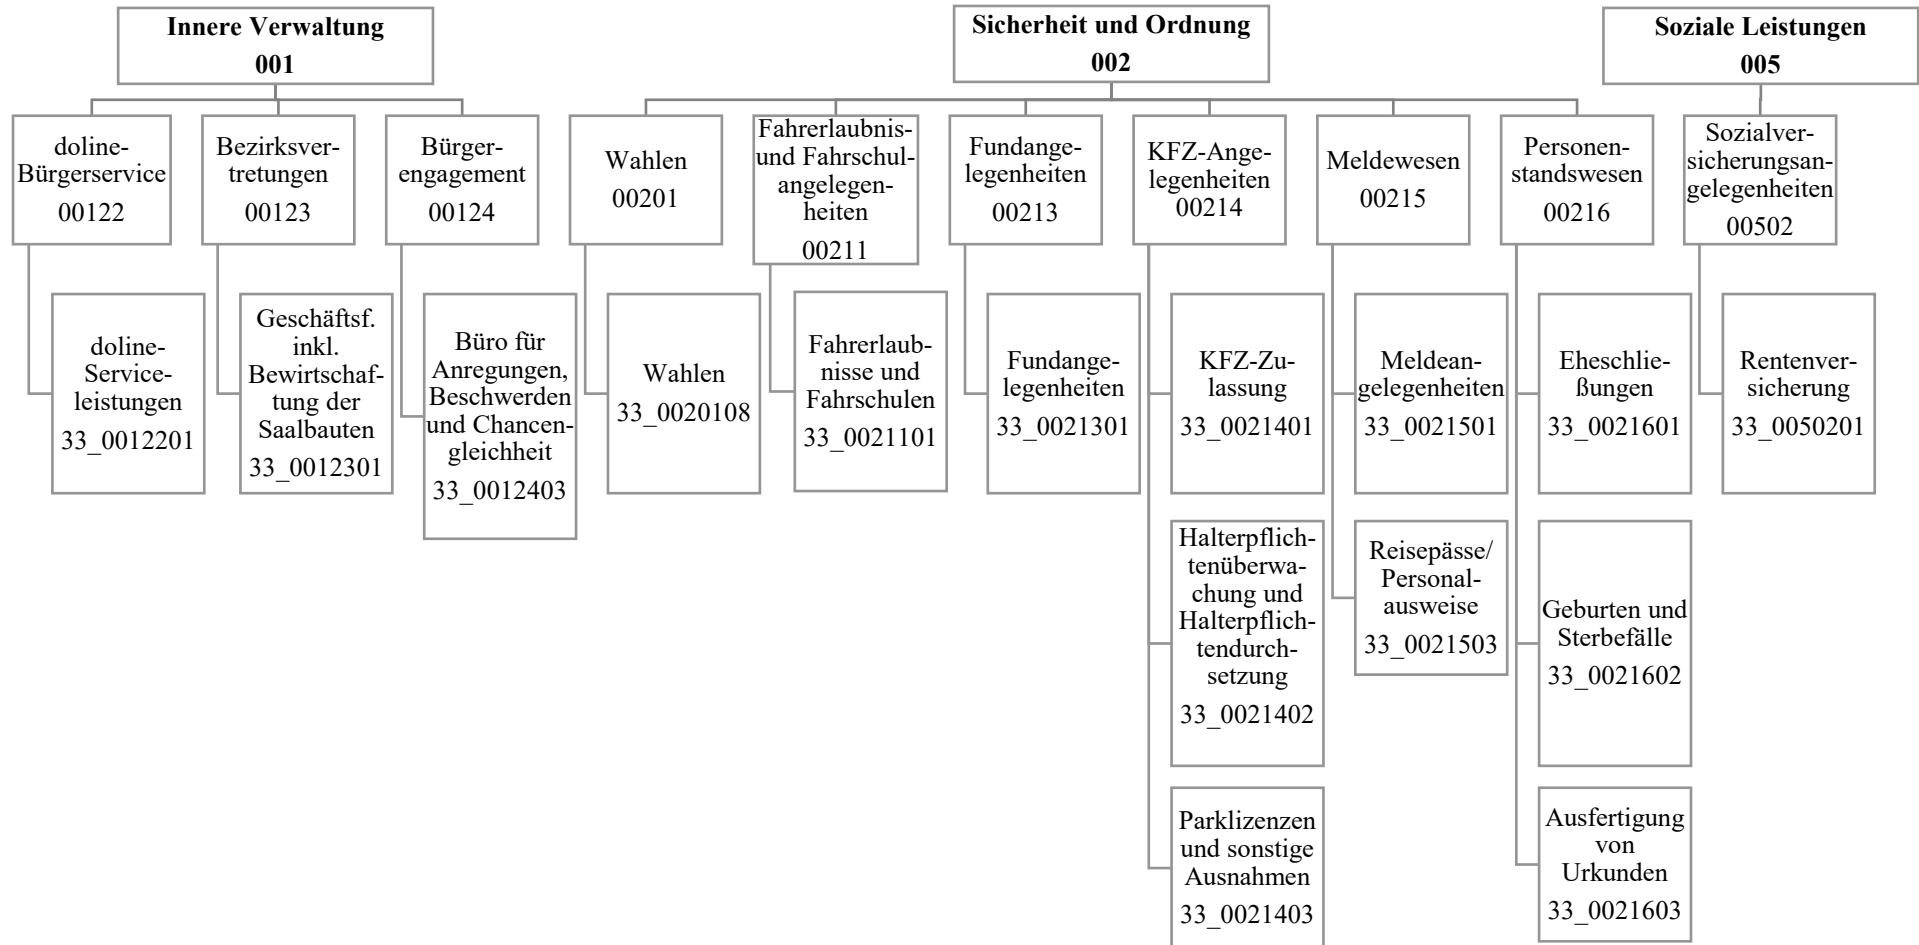 Innere Verwaltung
001
Sicherheit und Ordnung
002
Soziale Leistungen
005
doline-
Bürgerservice
00122
Bezirksver-
tretungen
00123
Bürger-
engagement
00124
Wahlen
00201
Fahrerlaubnis-
und Fahrschul-
angelegen-
heiten
00211
Fundange-
legenheiten
00213
KFZ-Ange-
legenheiten
00214
Meldewesen
00215
Personen-
standswesen
00216
Sozialver-
sicherungsan-
gelegenheiten
00502
doline-
Service-
leistungen
33_0012201
Geschäftsf.
inkl.
Bewirtschaf-
tung der
Saalbauten
33_0012301
Büro für
Anregungen,
Beschwerden
und Chancen-
gleichheit
33_0012403
Wahlen
33_0020108
Fahrerlaub-
nisse und
Fahrschulen
33_0021101
Fundange-
legenheiten
33_0021301
KFZ-Zu-
lassung
33_0021401
Meldean-
gelegenheiten
33_0021501
Eheschlie-
ßungen
33_0021601
Rentenver-
sicherung
33_0050201
Halterpflich-
tenüberwa-
chung und
Halterpflich-
tendurch-
setzung
33_0021402
Reisepässe/
Personal-
ausweise
33_0021503
Geburten und
Sterbefälle
33_0021602
Parklizenzen
und sonstige
Ausnahmen
33_0021403
Ausfertigung
von
Urkunden
33_0021603